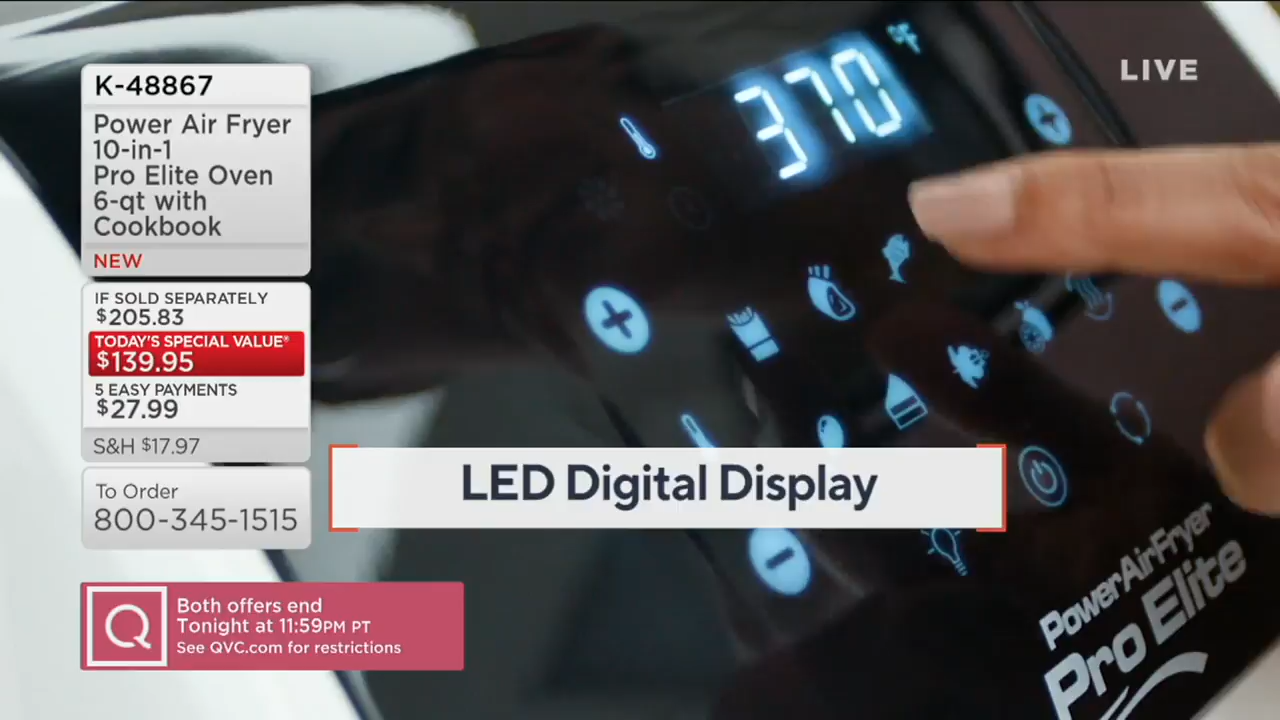 K-48867
Power Air Fryer
10-in-1
Pro Elite Oven
6-qt with
Cookbook
NEW
IF SOLD SEPARATELY
$205.83
TODAY'S SPECIAL VALUE®
$139.95
5 EASY PAYMENTS
$27.99
S&H $17.97
To Order
800-345-1515
Q
Both offers end
Tonight at 11:59PM PT
See QVC.com for restrictions
LED Digital Display
LIVE
370 °F
PowerAirFryer
Pro Elite